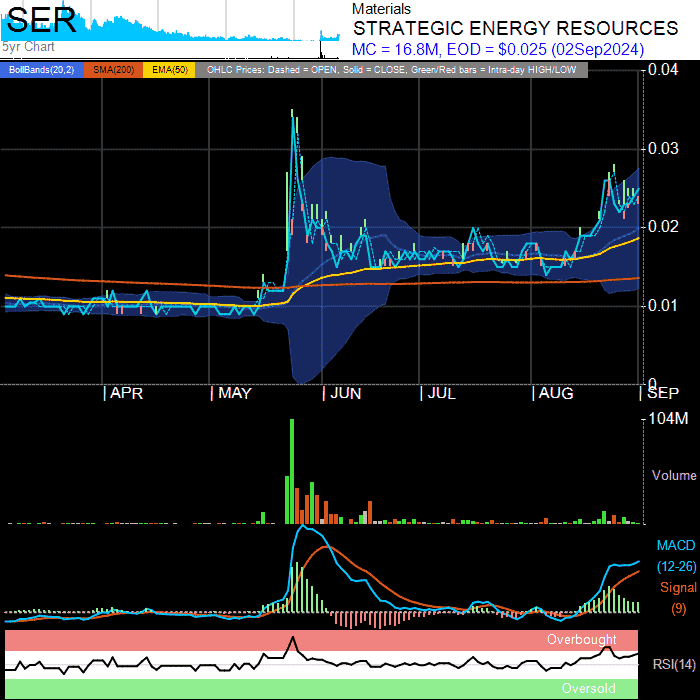 SER
5yr Chart
Materials
STRATEGIC ENERGY RESOURCES
MC = 16.8M, EOD = $0.025 (02Sep2024)
BollBands(20,2) SMA(200) EMA(50) OHLC Prices: Dashed = OPEN, Solid = CLOSE, Green/Red bars = Intra-day HIGH/LOW
0.04
0.03
0.02
0.01
0
APR MAY JUN JUL AUG SEP
104M
Volume
MACD
(12-26)
Signal
(9)
Overbought
RSI(14)
Oversold